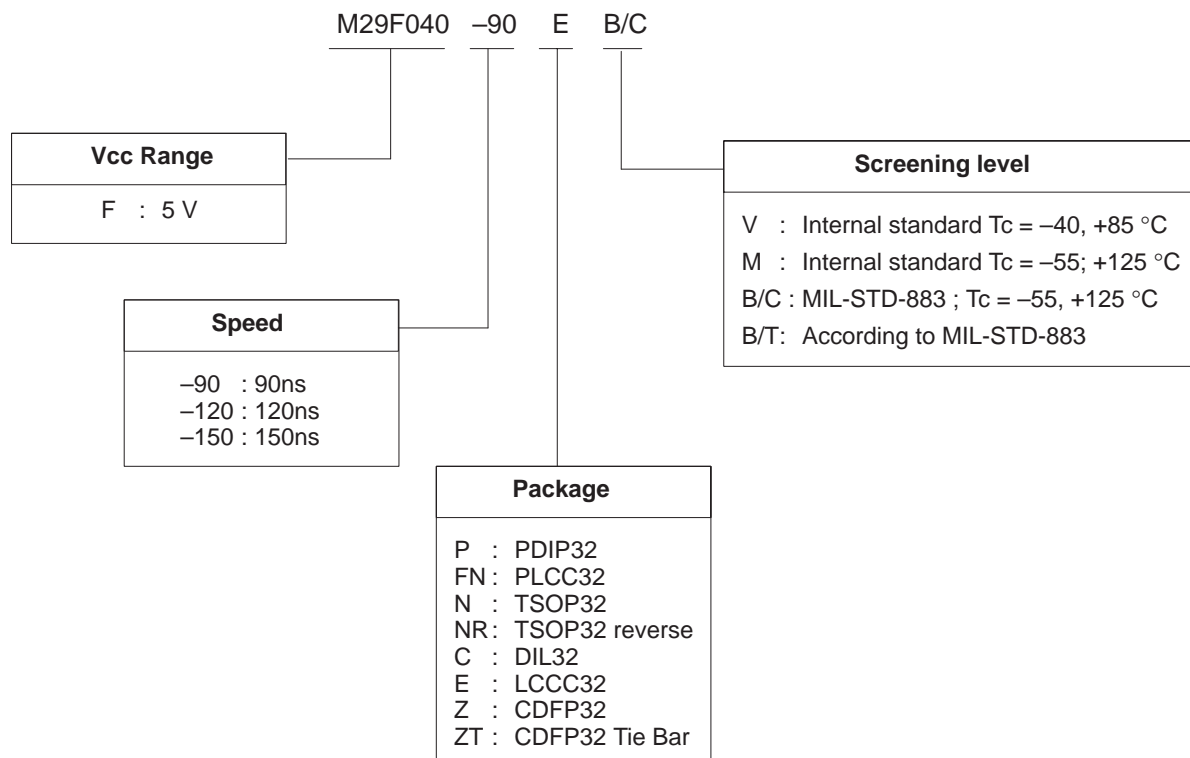 M29F040 –90 E B/C
Vcc Range
F : 5 V
Screening level
V : Internal standard Tc = –40, +85 °C
M : Internal standard Tc = –55; +125 °C
B/C : MIL-STD-883 ; Tc = –55, +125 °C
B/T: According to MIL-STD-883
Speed
–90 : 90ns
–120 : 120ns
–150 : 150ns
Package
P : PDIP32
FN : PLCC32
N : TSOP32
NR : TSOP32 reverse
C : DIL32
E : LCCC32
Z : CDFP32
ZT : CDFP32 Tie Bar